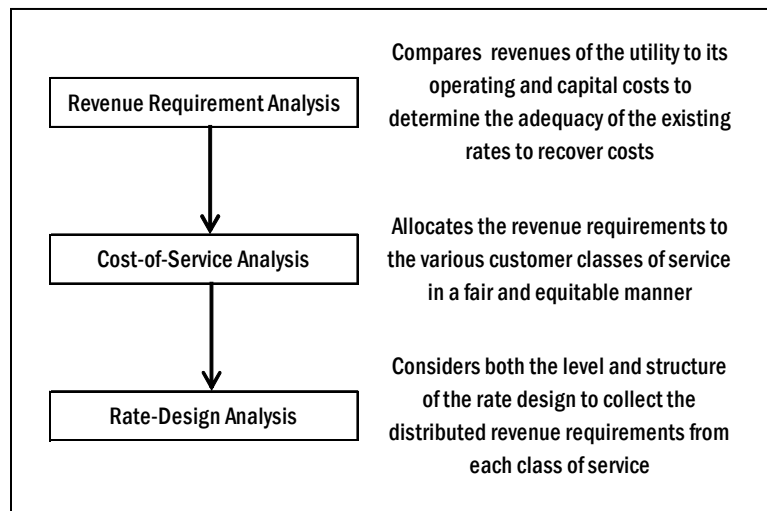 Revenue Requirement Analysis
Compares revenues of the utility to its
operating and capital costs to
determine the adequacy of the existing
rates to recover costs
Cost-of-Service Analysis
Allocates the revenue requirements to
the various customer classes of service
in a fair and equitable manner
Rate-Design Analysis
Considers both the level and structure
of the rate design to collect the
distributed revenue requirements from
each class of service